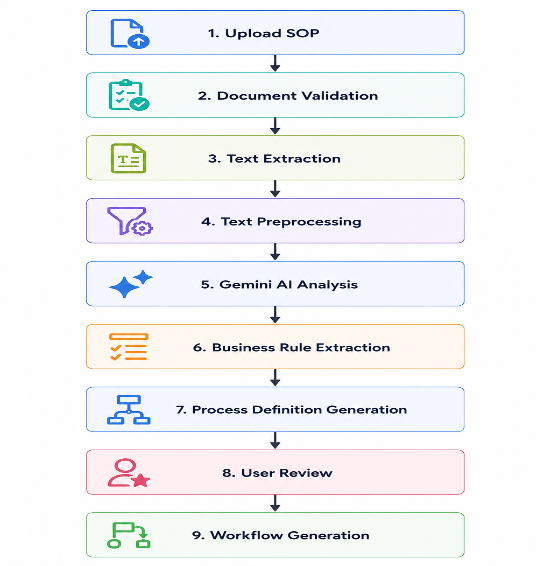 1. Upload SOP
2. Document Validation
T
3. Text Extraction
4. Text Preprocessing
5. Gemini AI Analysis
6. Business Rule Extraction
7. Process Definition Generation
8. User Review
9. Workflow Generation